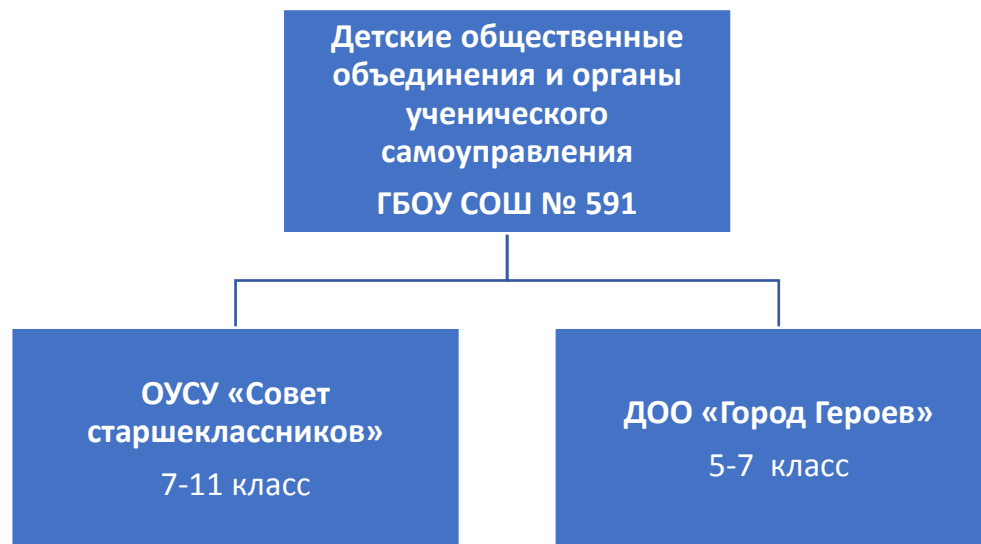 Детские общественные
объединения и органы
ученического
самоуправления
ГБОУ СОШ № 591
ОУСУ «Совет
старшеклассников»
7-11 класс
ДОО «Город Героев»
5-7 класс